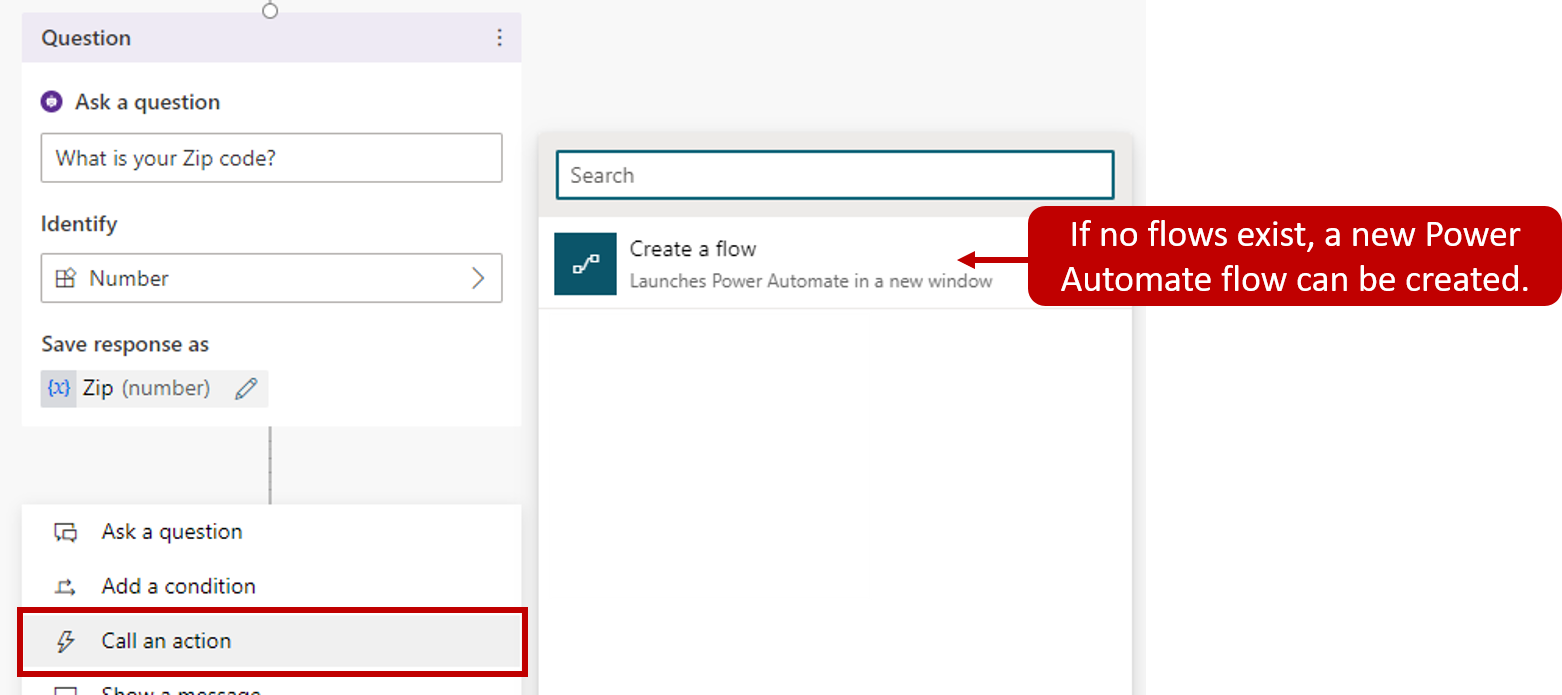 Question
Ask a question
What is your Zip code?
Identify
Number
Save response as
{x} Zip (number)
Ask a question
Add a condition
Call an action
Show a message
Search
Create a flow
Launches Power Automate in a new window
If no flows exist, a new Power
Automate flow can be created.